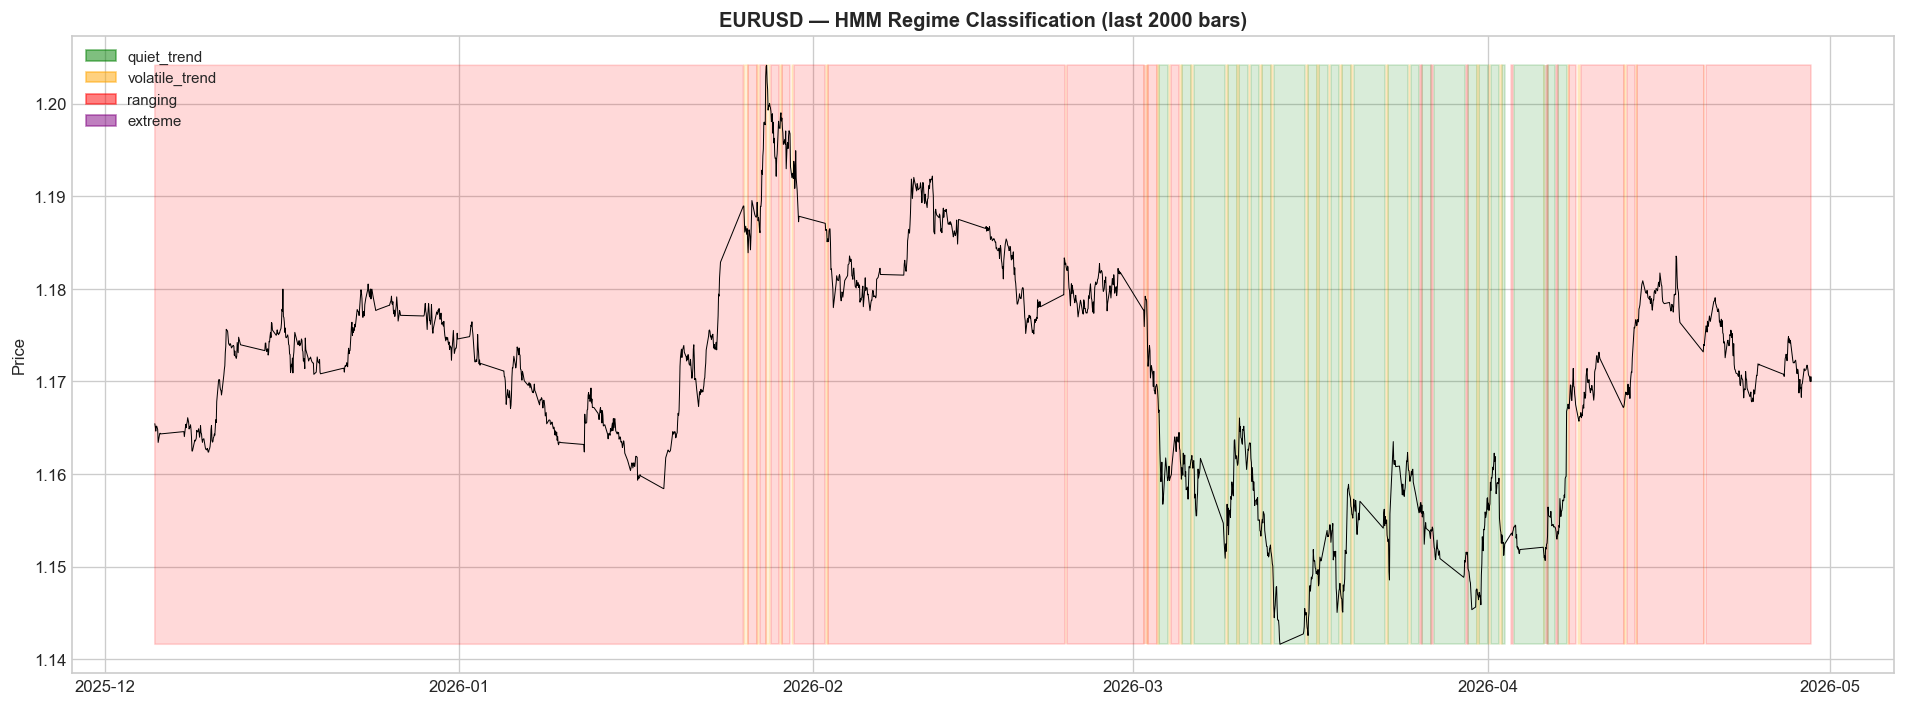 EURUSD — HMM Regime Classification (last 2000 bars)
quiet_trend
volatile_trend
ranging
extreme
Price
1.20
1.19
1.18
1.17
1.16
1.15
1.14
2025-12
2026-01
2026-02
2026-03
2026-04
2026-05